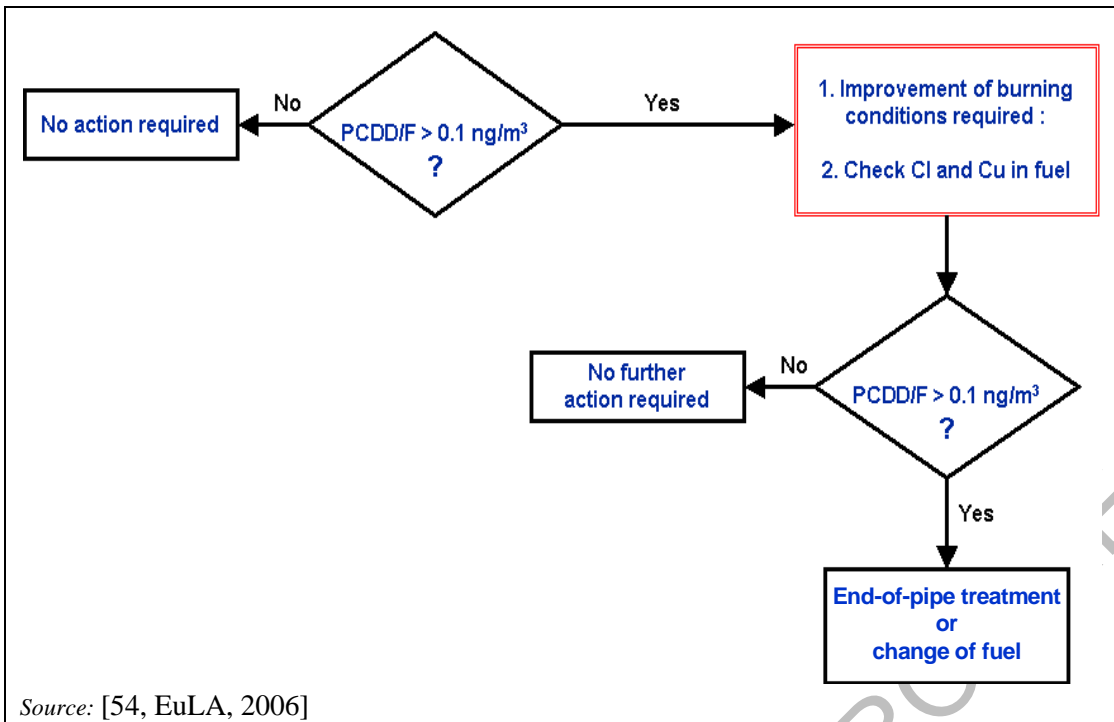 No action required
No
PCDD/F > 0.1 ng/m³
?
Yes
1. Improvement of burning
conditions required :
2. Check Cl and Cu in fuel
No further
action required
No
PCDD/F > 0.1 ng/m³
?
Yes
End-of-pipe treatment
or
change of fuel
Source: [54, EuLA, 2006]